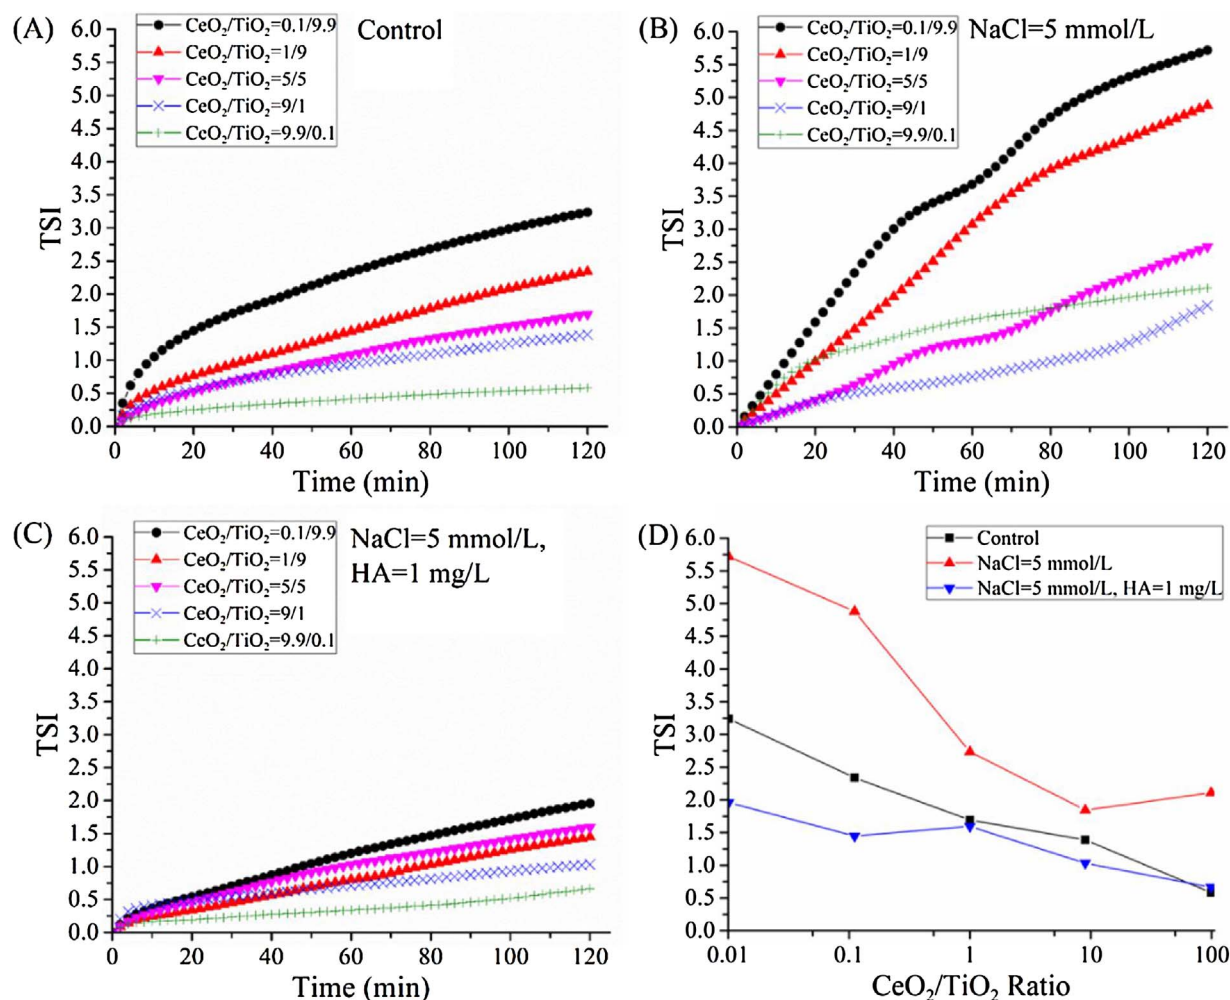 (A)
CeO₂/TiO₂=0.1/9.9
CeO₂/TiO₂=1/9
CeO₂/TiO₂=5/5
CeO₂/TiO₂=9/1
CeO₂/TiO₂=9.9/0.1
Control
6.0
5.5
5.0
4.5
4.0
3.5
3.0
2.5
2.0
1.5
1.0
0.5
0.0
TSI
0 20 40 60 80 100 120
Time (min)
(B)
CeO₂/TiO₂=0.1/9.9
CeO₂/TiO₂=1/9
CeO₂/TiO₂=5/5
CeO₂/TiO₂=9/1
CeO₂/TiO₂=9.9/0.1
NaCl=5 mmol/L
6.0
5.5
5.0
4.5
4.0
3.5
3.0
2.5
2.0
1.5
1.0
0.5
0.0
TSI
0 20 40 60 80 100 120
Time (min)
(C)
CeO₂/TiO₂=0.1/9.9
CeO₂/TiO₂=1/9
CeO₂/TiO₂=5/5
CeO₂/TiO₂=9/1
CeO₂/TiO₂=9.9/0.1
NaCl=5 mmol/L,
HA=1 mg/L
6.0
5.5
5.0
4.5
4.0
3.5
3.0
2.5
2.0
1.5
1.0
0.5
0.0
TSI
0 20 40 60 80 100 120
Time (min)
(D)
Control
NaCl=5 mmol/L
NaCl=5 mmol/L, HA=1 mg/L
6.0
5.5
5.0
4.5
4.0
3.5
3.0
2.5
2.0
1.5
1.0
0.5
0.0
TSI
0.01 0.1 1 10 100
CeO₂/TiO₂ Ratio